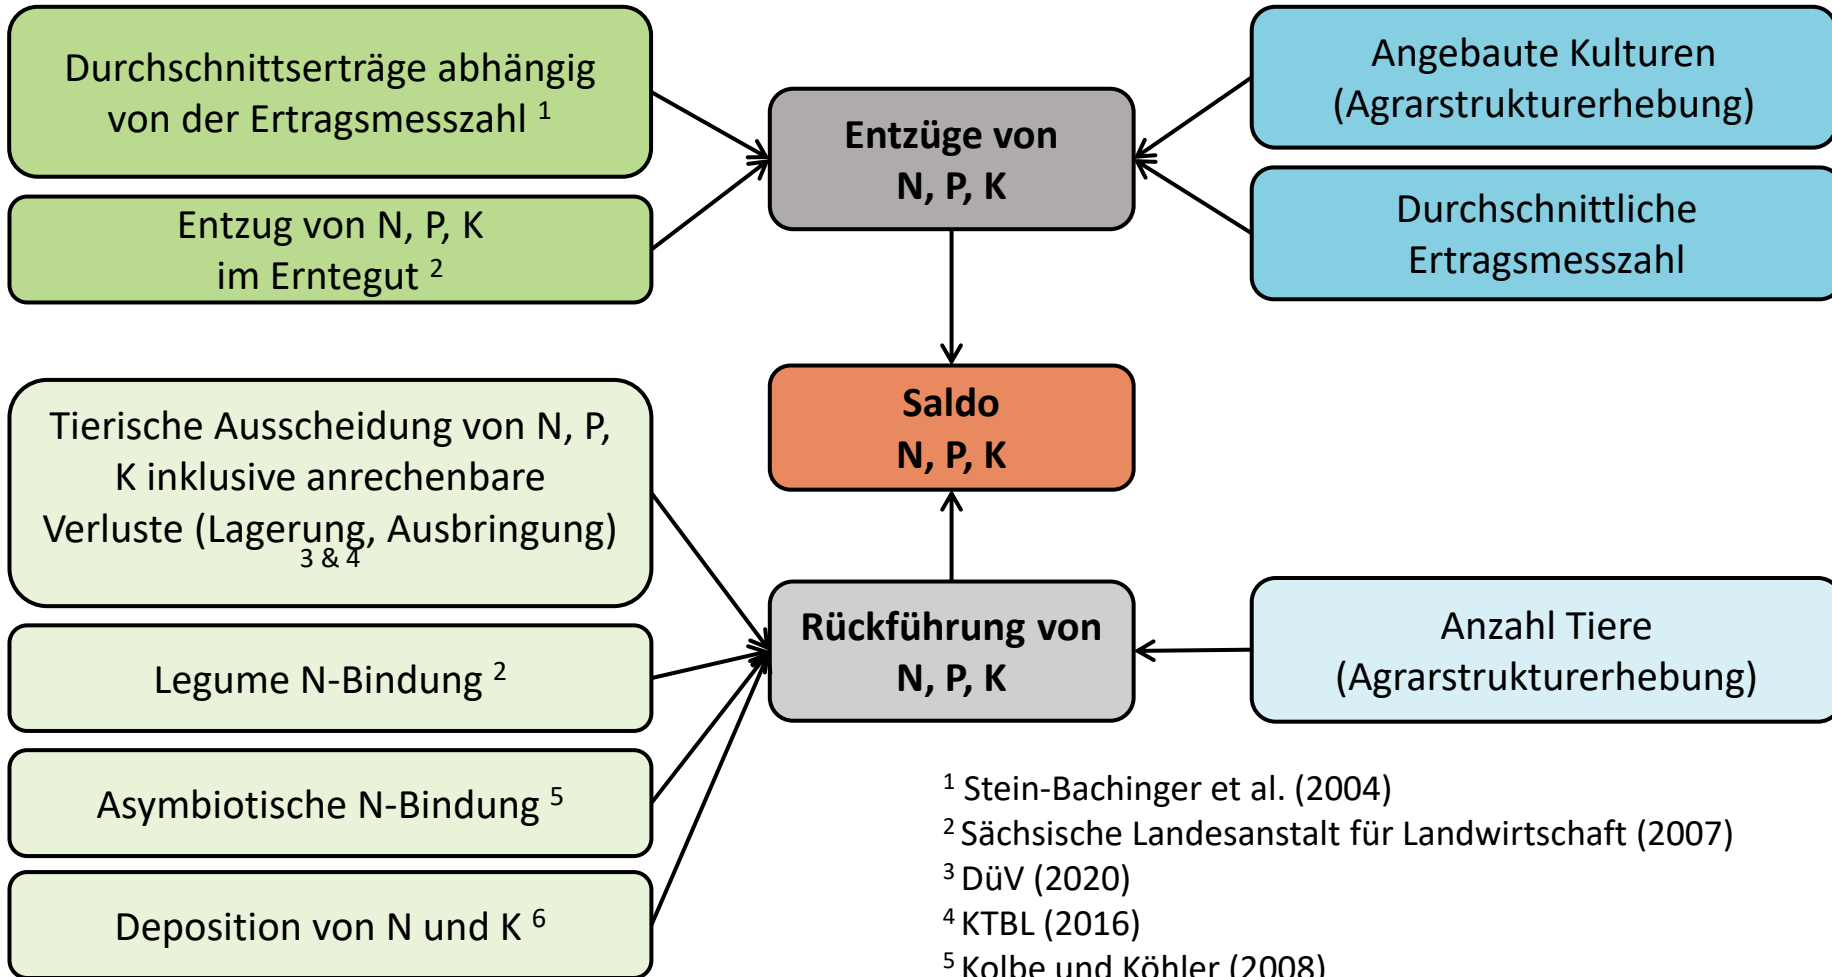 Durchschnittserträge abhängig
von der Ertragsmesszahl ¹
Entzug von N, P, K
im Erntegut ²
Entzüge von
N, P, K
Angebaute Kulturen
(Agrarstrukturerhebung)
Durchschnittliche
Ertragsmesszahl
Saldo
N, P, K
Tierische Ausscheidung von N, P,
K inklusive anrechenbare
Verluste (Lagerung, Ausbringung)
3 & 4
Legume N-Bindung ²
Asymbiotische N-Bindung ⁵
Deposition von N und K ⁶
Rückführung von
N, P, K
Anzahl Tiere
(Agrarstrukturerhebung)
¹ Stein-Bachinger et al. (2004)
² Sächsische Landesanstalt für Landwirtschaft (2007)
³ DüV (2020)
⁴ KTBL (2016)
⁵ Kolbe und Köhler (2008)